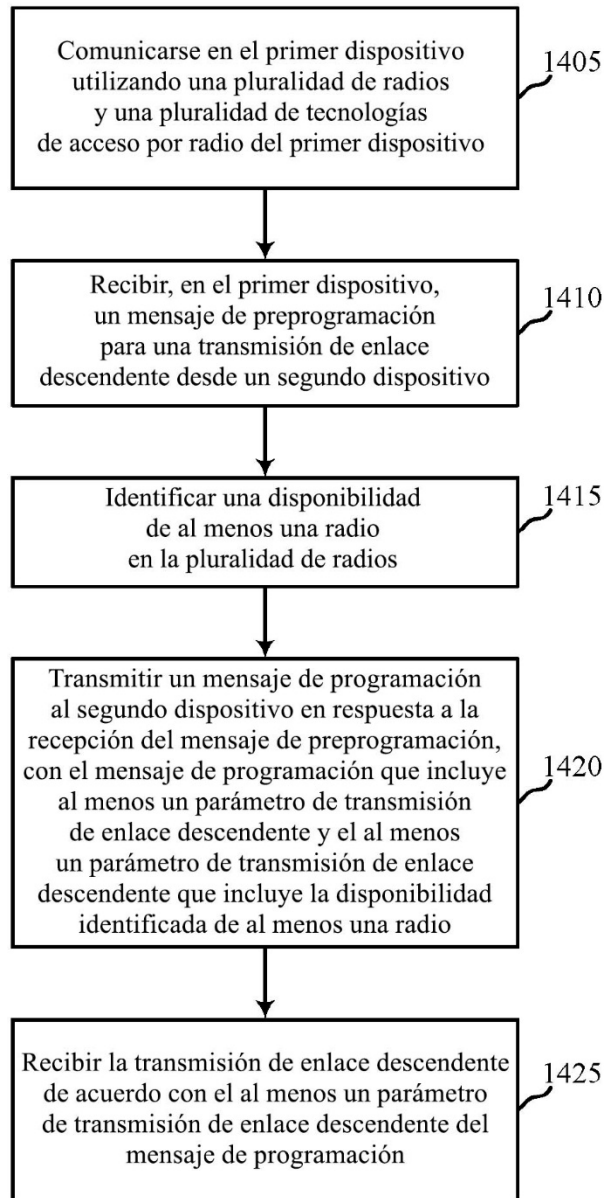 Comunicarse en el primer dispositivo
utilizando una pluralidad de radios
y una pluralidad de tecnologías
de acceso por radio del primer dispositivo
1405
Recibir, en el primer dispositivo,
un mensaje de preprogramación
para una transmisión de enlace
descendente desde un segundo dispositivo
1410
Identificar una disponibilidad
de al menos una radio
en la pluralidad de radios
1415
Transmitir un mensaje de programación
al segundo dispositivo en respuesta a la
recepción del mensaje de preprogramación,
con el mensaje de programación que incluye
al menos un parámetro de transmisión
de enlace descendente y el al menos
un parámetro de transmisión de enlace
descendente que incluye la disponibilidad
identificada de al menos una radio
1420
Recibir la transmisión de enlace descendente
de acuerdo con el al menos un parámetro
de transmisión de enlace descendente del
mensaje de programación
1425